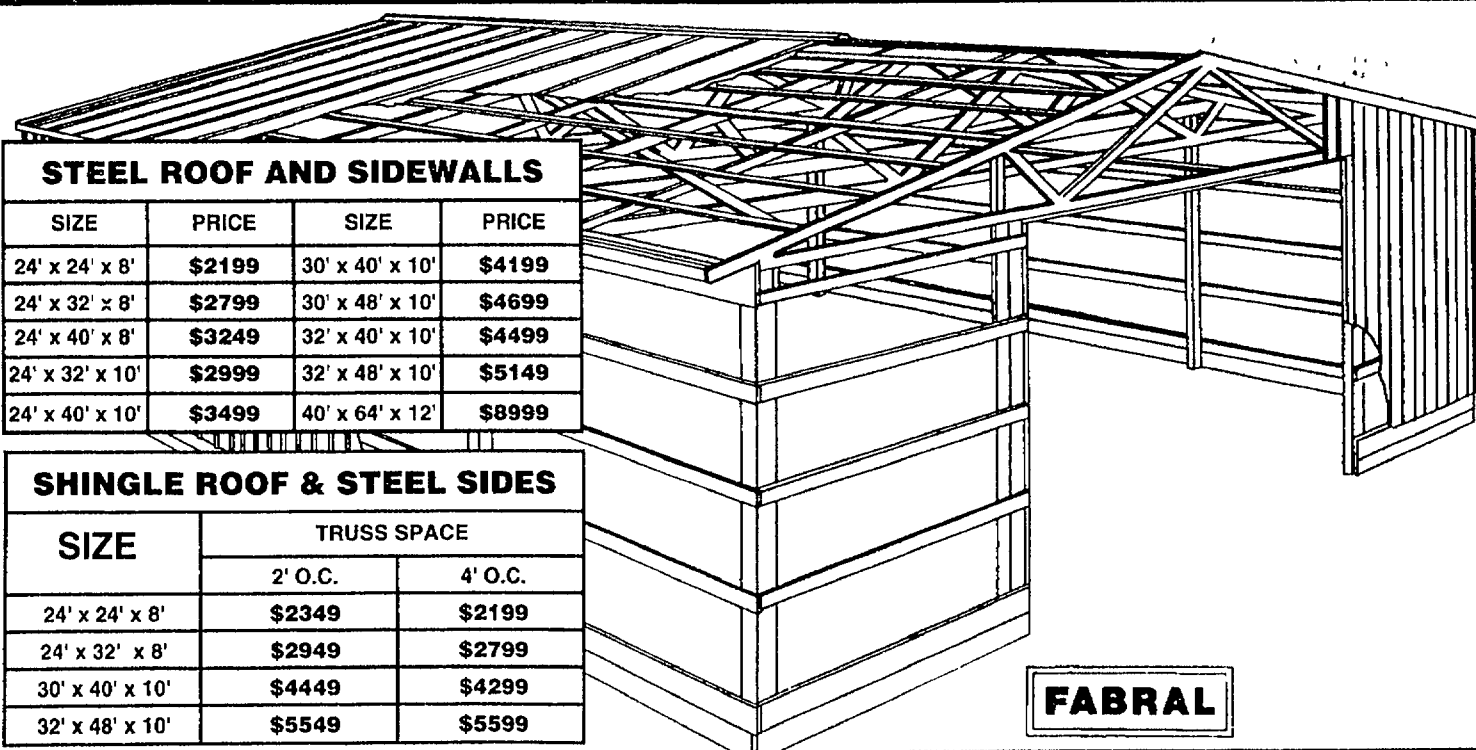 STEEL ROOF AND SIDEWALLS
SIZE PRICE SIZE PRICE
24' x 24' x 8' $2199 30' x 40' x 10' $4199
24' x 32' x 8' $2799 30' x 48' x 10' $4699
24' x 40' x 8' $3249 32' x 40' x 10' $4499
24' x 32' x 10' $2999 32' x 48' x 10' $5149
24' x 40' x 10' $3499 40' x 64' x 12' $8999
SHINGLE ROOF & STEEL SIDES
SIZE TRUSS SPACE
2' O.C. 4' O.C.
24' x 24' x 8' $2349 $2199
24' x 32' x 8' $2949 $2799
30' x 40' x 10' $4449 $4299
32' x 48' x 10' $5549 $5599
FABRAL